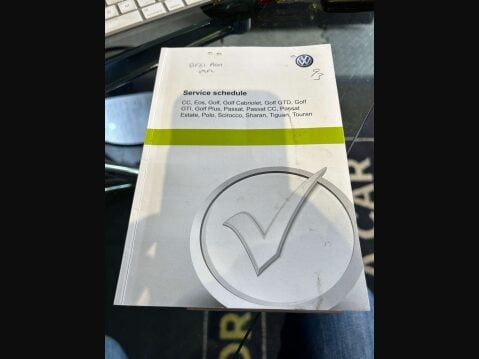 Service schedule
CC, Eos, Golf, Golf Cabriolet, Golf GTD, Golf
GTI, Golf Plus, Passat, Passat CC, Passat
Estate, Polo, Scirocco, Sharan, Tiguan, Touran
CAR